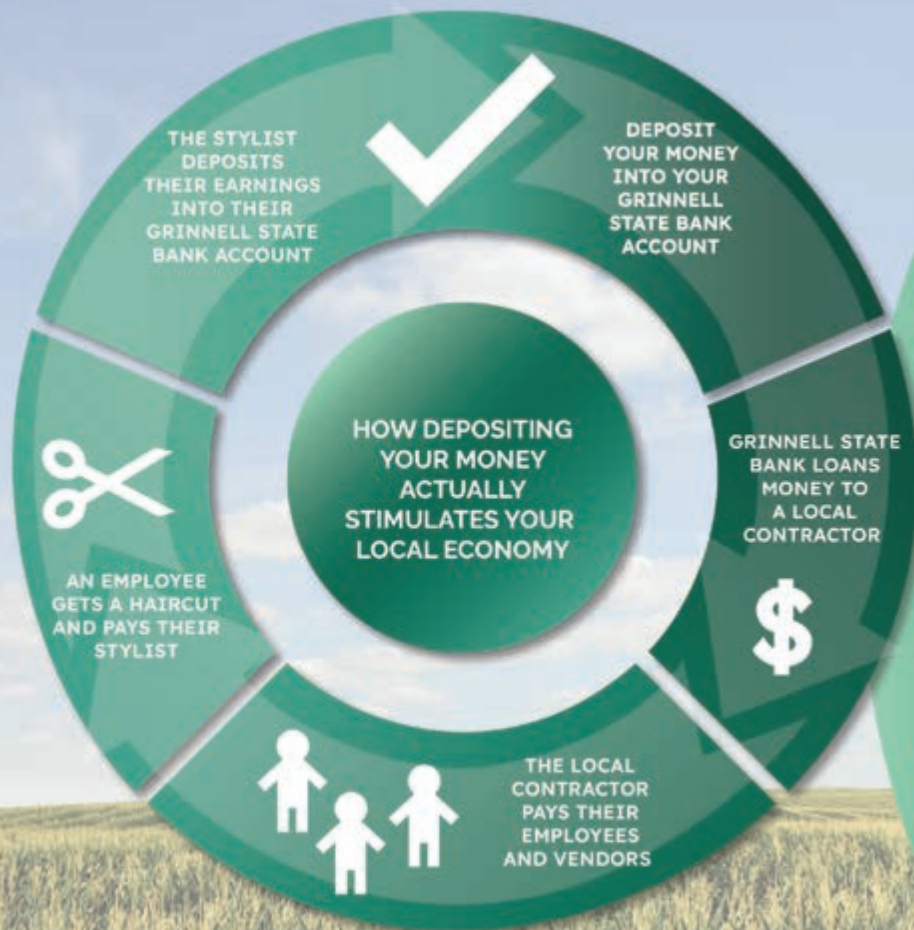 HOW DEPOSITING
YOUR MONEY
ACTUALLY
STIMULATES YOUR
LOCAL ECONOMY
DEPOSIT
YOUR MONEY
INTO YOUR
GRINNELL
STATE BANK
ACCOUNT
GRINNELL STATE
BANK LOANS
MONEY TO
A LOCAL
CONTRACTOR
$
THE LOCAL
CONTRACTOR
PAYS THEIR
EMPLOYEES
AND VENDORS
AN EMPLOYEE
GETS A HAIRCUT
AND PAYS THEIR
STYLIST
THE STYLIST
DEPOSITS
THEIR EARNINGS
INTO THEIR
GRINNELL STATE
BANK ACCOUNT